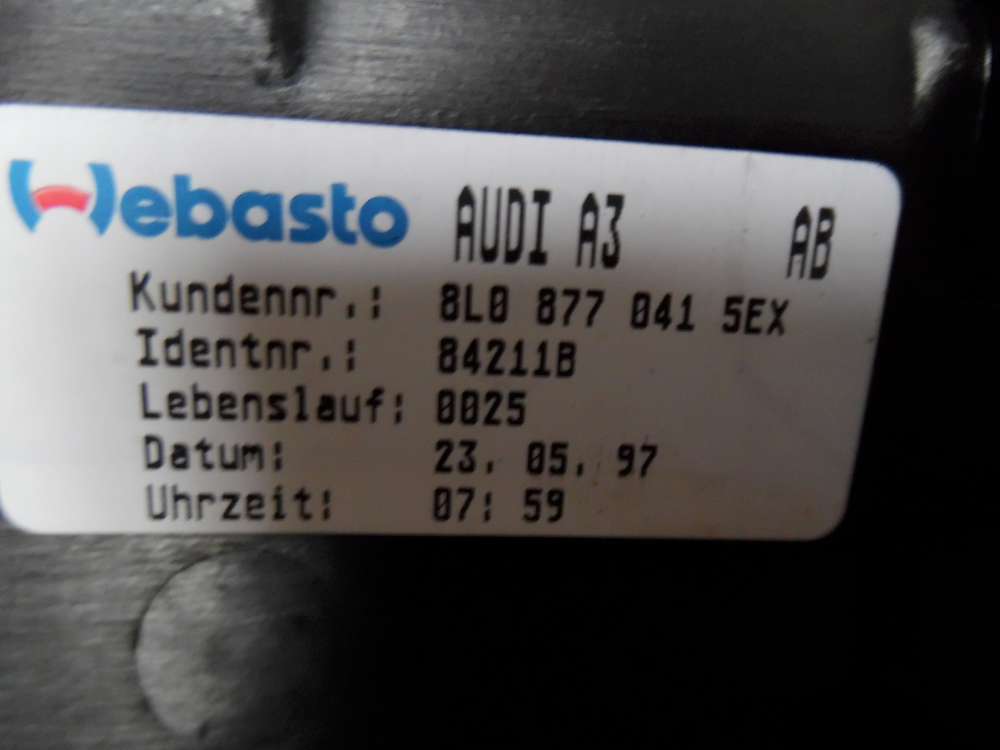 Webasto AUDI A3 AB
Kundennr.: 8L0 877 041 5EX
Identnr.: 84211B
Lebenslauf: 0025
Datum: 23. 05. 97
Uhrzeit: 07: 59